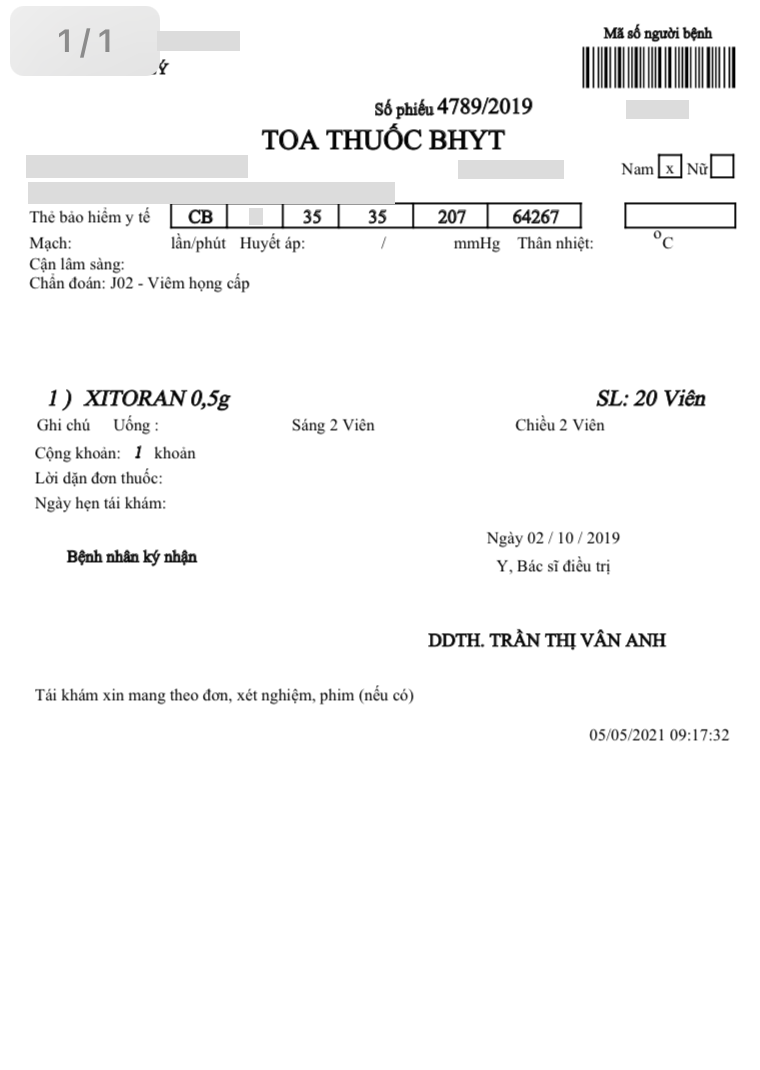 1/1
Mã số người bệnh
Số phiếu 4789/2019
TOA THUỐC BHYT
Nam x Nữ
Thẻ bảo hiểm y tế CB 35 35 207 64267
Mạch: lần/phút Huyết áp: / mmHg Thân nhiệt: ⁰C
Cận lâm sàng:
Chẩn đoán: J02 - Viêm họng cấp
1 ) XITORAN 0,5g SL: 20 Viên
Ghi chú Uống : Sáng 2 Viên Chiều 2 Viên
Cộng khoản: 1 khoản
Lời dặn đơn thuốc:
Ngày hẹn tái khám:
Ngày 02 / 10 / 2019
Bệnh nhân ký nhận
Y, Bác sĩ điều trị
DDTH. TRẦN THỊ VÂN ANH
Tái khám xin mang theo đơn, xét nghiệm, phim (nếu có)
05/05/2021 09:17:32